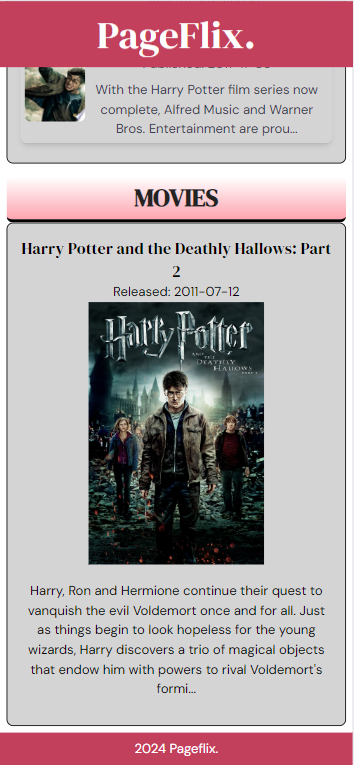 PageFlix.
With the Harry Potter film series now
complete, Alfred Music and Warner
Bros. Entertainment are prou...
MOVIES
Harry Potter and the Deathly Hallows: Part
2
Released: 2011-07-12
Harry Potter
AND THE
DEATHLY
HALLOWS
Harry, Ron and Hermione continue their quest to
vanquish the evil Voldemort once and for all. Just
as things begin to look hopeless for the young
wizards, Harry discovers a trio of magical objects
that endow him with powers to rival Voldemort's
formi...
2024 Pageflix.